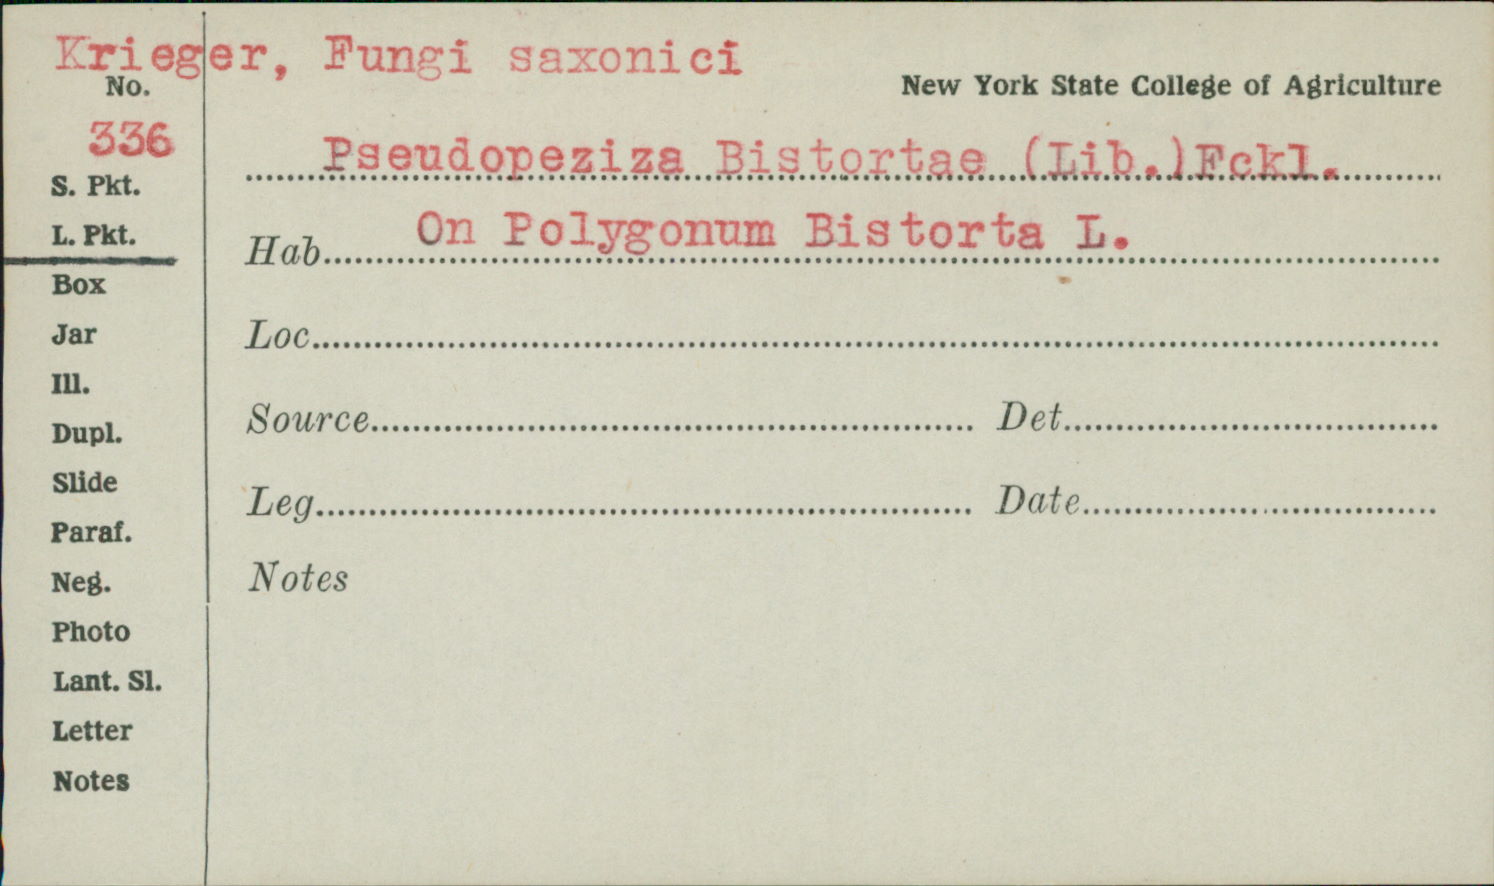 Krieger, Fungi saxonici
No.
New York State College of Agriculture
336
Pseudopeziza Bistortae (Lib.)Fckl.
S. Pkt.
L. Pkt.
Hab. On Polygonum Bistorta L.
Box
Jar
Loc.
Ill.
Dupl.
Source Det.
Slide
Leg. Date
Paraf.
Neg.
Notes
Photo
Lant. Sl.
Letter
Notes